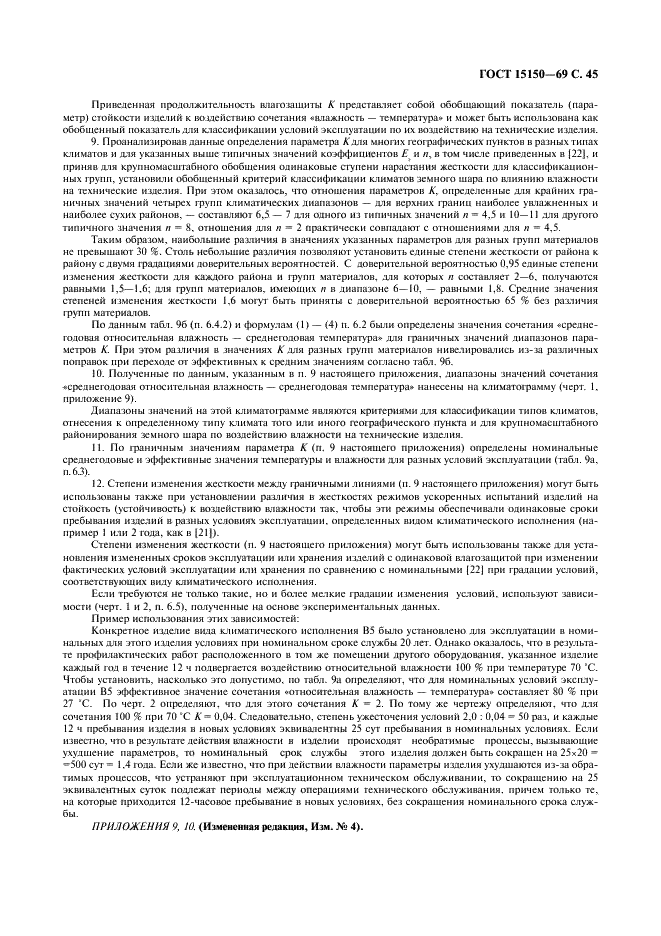 ГОСТ 15150—69 С. 45
Приведенная продолжительность влагозащиты K представляет собой обобщающий показатель (пара-
метр) стойкости изделий к воздействию сочетания «влажность — температура» и может быть использована как
обобщенный показатель для классификации условий эксплуатации по их воздействию на технические изделия.
9. Проанализировав данные определения параметра K для многих географических пунктов в разных типах
климатов и для указанных выше типичных значений коэффициентов E, и n, в том числе приведенных в [22], и
приняв для крупномасштабного обобщения одинаковые ступени нарастания жесткости для классификацион-
ных групп, установили обобщенный критерий классификации климатов земного шара по влиянию влажности
на технические изделия. При этом оказалось, что отношения параметров K, определенные для крайних гра-
ничных значений четырех групп климатических диапазонов — для верхних границ наиболее увлажненных и
наиболее сухих районов, — составляют 6,5 — 7 для одного из типичных значений n = 4,5 и 10—11 для другого
типичного значения n = 8, отношения для n = 2 практически совпадают с отношениями для n = 4,5.
Таким образом, наибольшие различия в значениях указанных параметров для разных групп материалов
не превышают 30 %. Столь небольшие различия позволяют установить единые степени жесткости от района к
району с двумя градациями доверительных вероятностей. С доверительной вероятностью 0,95 единые степени
изменения жесткости для каждого района и групп материалов, для которых n составляет 2—6, получаются
равными 1,5—1,6; для групп материалов, имеющих n в диапазоне 6—10, — равными 1,8. Средние значения
степеней изменения жесткости 1,6 могут быть приняты с доверительной вероятностью 65 % без различия
групп материалов.
По данным табл. 9б (п. 6.4.2) и формулам (1) — (4) п. 6.2 были определены значения сочетания «средне-
годовая относительная влажность — среднегодовая температура» для граничных значений диапазонов пара-
метров K. При этом различия в значениях K для разных групп материалов нивелировались из-за различных
поправок при переходе от эффективных к средним значениям согласно табл. 9б.
10. Полученные по данным, указанным в п. 9 настоящего приложения, диапазоны значений сочетания
«среднегодовая относительная влажность — среднегодовая температура» нанесены на климатограмму (черт. 1,
приложение 9).
Диапазоны значений на этой климатограмме являются критериями для классификации типов климатов,
отнесения к определенному типу климата того или иного географического пункта и для крупномасштабного
районирования земного шара по воздействию влажности на технические изделия.
11. По граничным значениям параметра K (п. 9 настоящего приложения) определены номинальные
среднегодовые и эффективные значения температуры и влажности для разных условий эксплуатации (табл. 9а,
п. 6.3).
12. Степени изменения жесткости между граничными линиями (п. 9 настоящего приложения) могут быть
использованы также при установлении различия в жесткостях режимов ускоренных испытаний изделий на
стойкость (устойчивость) к воздействию влажности так, чтобы эти режимы обеспечивали одинаковые сроки
пребывания изделий в разных условиях эксплуатации, определенных видом климатического исполнения (на-
пример 1 или 2 года, как в [21]).
Степени изменения жесткости (п. 9 настоящего приложения) могут быть использованы также для уста-
новления измененных сроков эксплуатации или хранения изделий с одинаковой влагозащитой при изменении
фактических условий эксплуатации или хранения по сравнению с номинальными [22] при градации условий,
соответствующих виду климатического исполнения.
Если требуются не только такие, но и более мелкие градации изменения условий, используют зависи-
мости (черт. 1 и 2, п. 6.5), полученные на основе экспериментальных данных.
Пример использования этих зависимостей:
Конкретное изделие вида климатического исполнения В5 было установлено для эксплуатации в номи-
нальных для этого изделия условиях при номинальном сроке службы 20 лет. Однако оказалось, что в результа-
те профилактических работ расположенного в том же помещении другого оборудования, указанное изделие
каждый год в течение 12 ч подвергается воздействию относительной влажности 100 % при температуре 70 °С.
Чтобы установить, насколько это допустимо, по табл. 9а определяют, что для номинальных условий эксплу-
атации В5 эффективное значение сочетания «относительная влажность — температура» составляет 80 % при
27 °С. По черт. 2 определяют, что для этого сочетания K = 2. По тому же чертежу определяют, что для
сочетания 100 % при 70 °С K = 0,04. Следовательно, степень ужесточения условий 2,0 : 0,04 = 50 раз, и каждые
12 ч пребывания изделия в новых условиях эквивалентны 25 сут пребывания в номинальных условиях. Если
известно, что в результате действия влажности в изделии происходят необратимые процессы, вызывающие
ухудшение параметров, то номинальный срок службы этого изделия должен быть сокращен на 25×20 =
=500 сут = 1,4 года. Если же известно, что при действии влажности параметры изделия ухудшаются из-за обра-
тимых процессов, что устраняют при эксплуатационном техническом обслуживании, то сокращению на 25
эквивалентных суток подлежат периоды между операциями технического обслуживания, причем только те,
на которые приходится 12-часовое пребывание в новых условиях, без сокращения номинального срока служ-
бы.
ПРИЛОЖЕНИЯ 9, 10. (Измененная редакция, Изм. № 4).